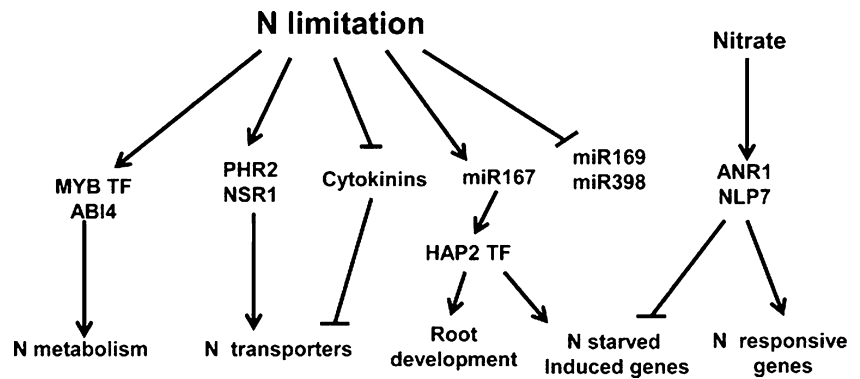 N limitation
Nitrate
MYB TF
ABI4
PHR2
NSR1
Cytokinins
miR167
miR169
miR398
ANR1
NLP7
HAP2 TF
N metabolism
N transporters
Root
development
N starved
Induced genes
N responsive
genes